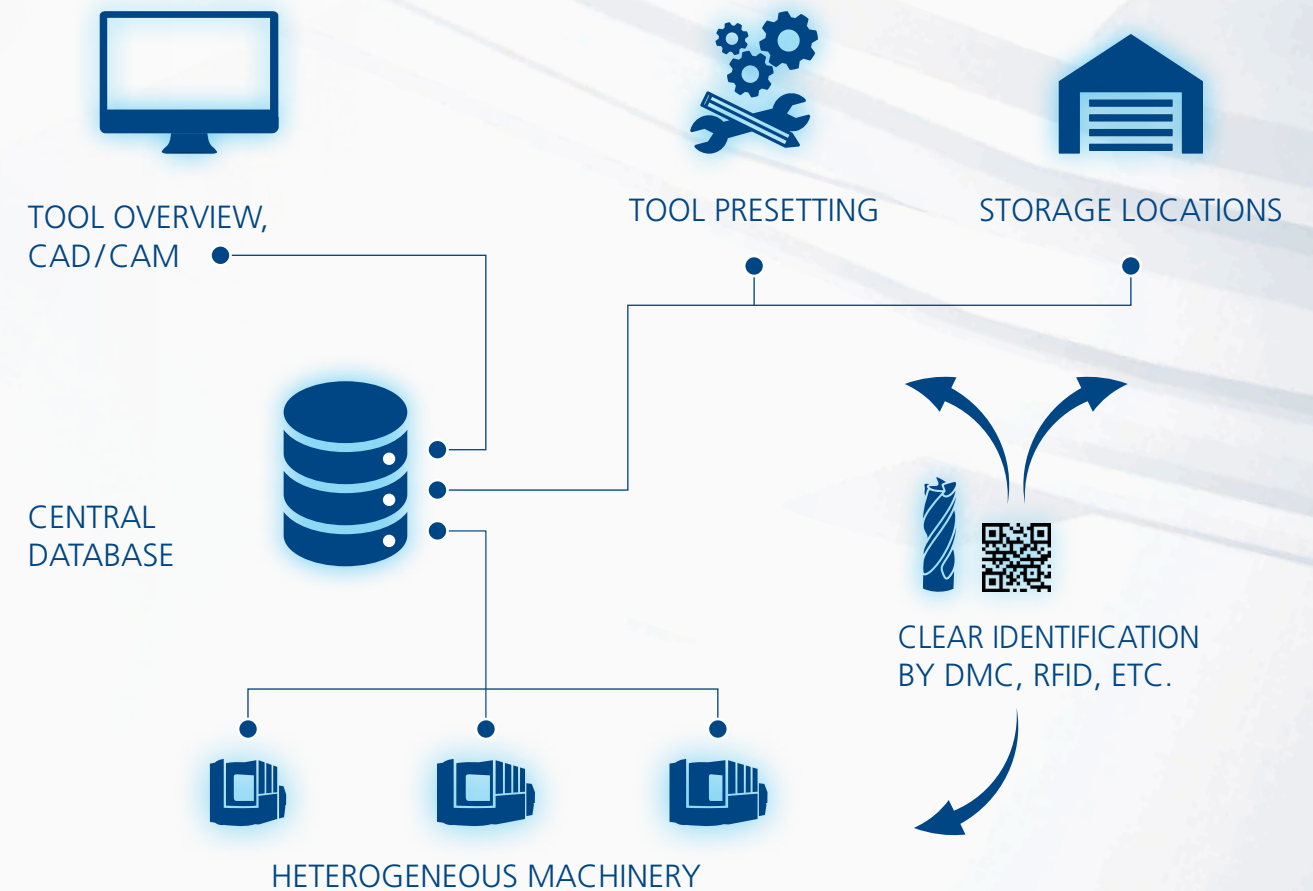 TOOL OVERVIEW,
CAD/CAM
TOOL PRESETTING
STORAGE LOCATIONS
CENTRAL
DATABASE
CLEAR IDENTIFICATION
BY DMC, RFID, ETC.
HETEROGENEOUS MACHINERY